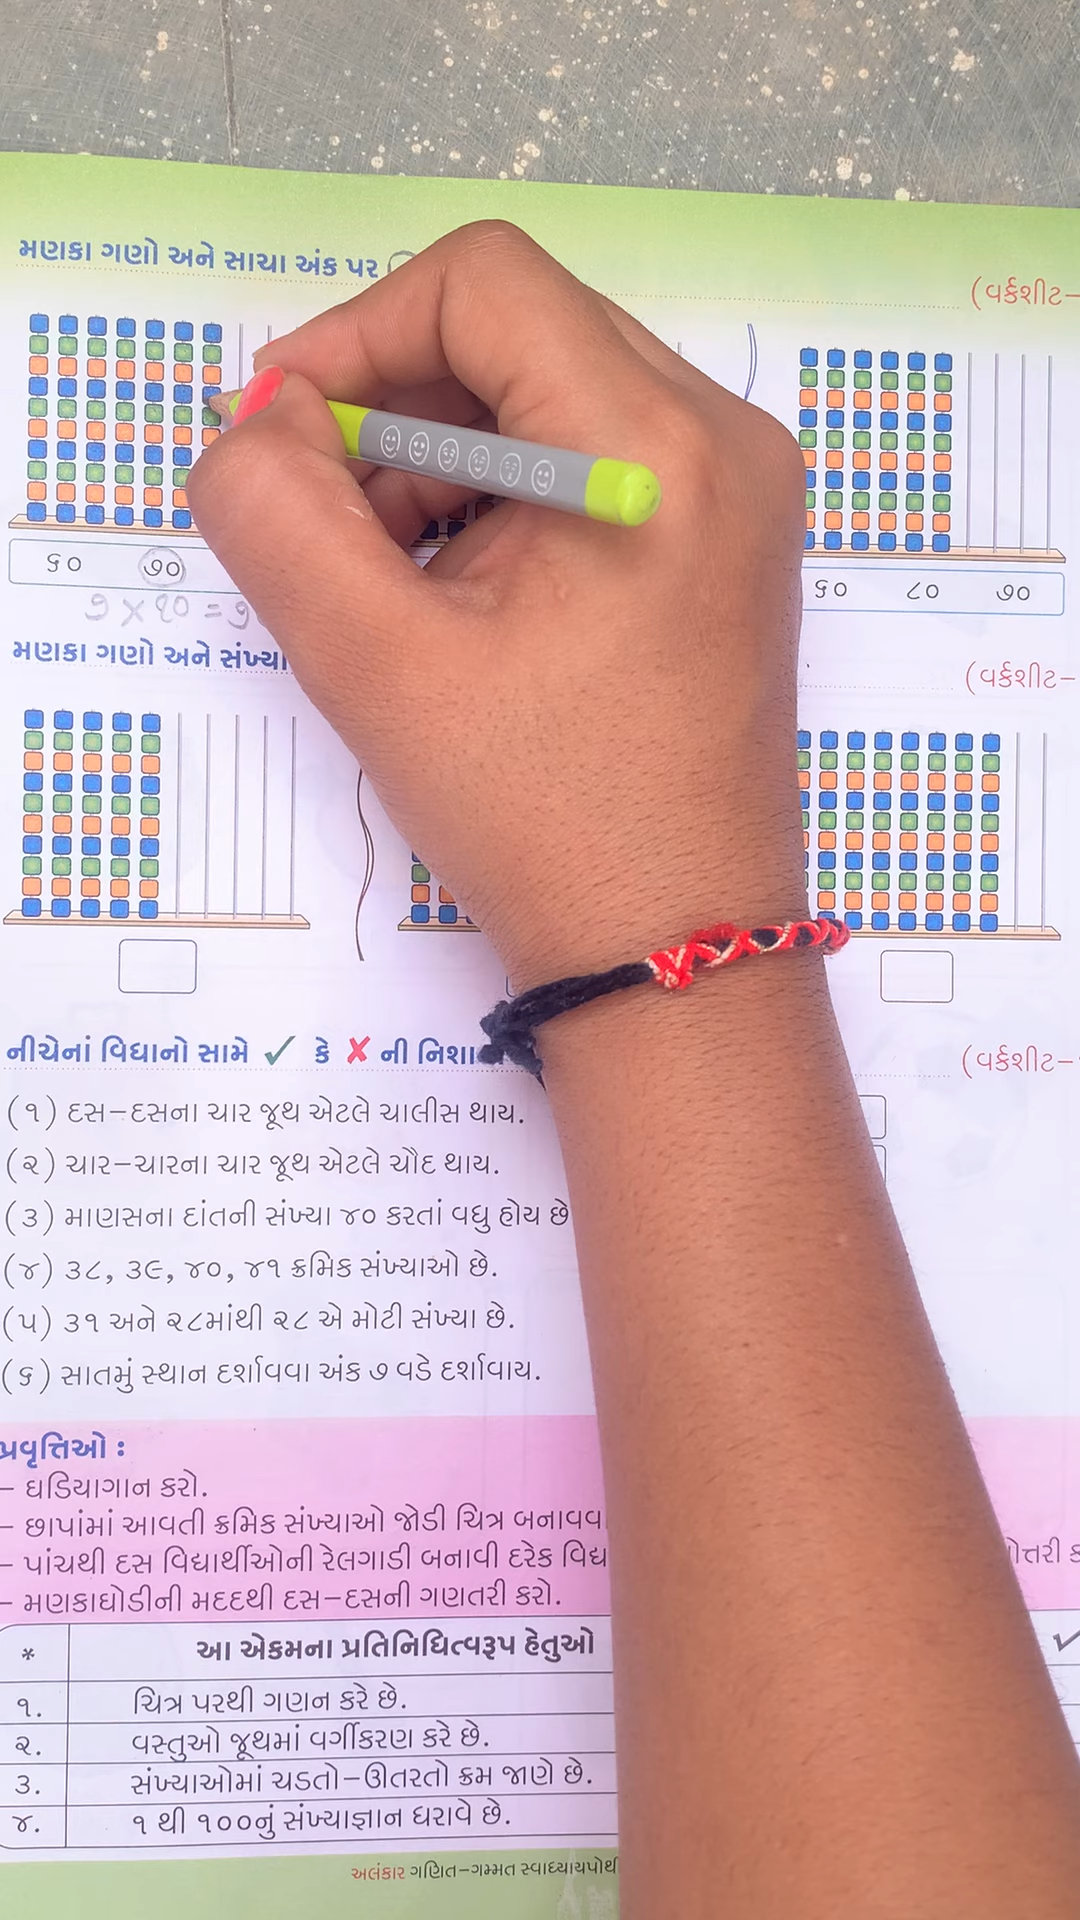 મણકા ગણો અને સાચા અંક પર
(વર્કશીટ-
૬૦ ૭૦
૬૦ ૮૦ ૭૦
૭ X ૧૦ =
મણકા ગણો અને સંખ્યા
(વર્કશીટ-
નીચેનાં વિધાનો સામે ✓ કે ✗ ની નિશા
(વર્કશીટ-
(૧) દસ-દસના ચાર જૂથ એટલે ચાલીસ થાય.
(૨) ચાર-ચારના ચાર જૂથ એટલે ચૌદ થાય.
(૩) માણસના દાંતની સંખ્યા ૪૦ કરતાં વધુ હોય છે
(૪) ૩૮, ૩૯, ૪૦, ૪૧ ક્રમિક સંખ્યાઓ છે.
(૫) ૩૧ અને ૨૮માંથી ૨૮ એ મોટી સંખ્યા છે.
(૬) સાતમું સ્થાન દર્શાવવા અંક ૭ વડે દર્શાવાય.
પ્રવૃત્તિઓ :
- ઘડિયાગાન કરો.
- છાપાંમાં આવતી ક્રમિક સંખ્યાઓ જોડી ચિત્ર બનાવવ
- પાંચથી દસ વિદ્યાર્થીઓની રેલગાડી બનાવી દરેક વિદ્ય
- મણકાઘોડીની મદદથી દસ-દસની ગણતરી કરો.
* આ એકમના પ્રતિનિધિત્વરૂપ હેતુઓ ✓
૧. ચિત્ર પરથી ગણન કરે છે.
૨. વસ્તુઓ જૂથમાં વર્ગીકરણ કરે છે.
૩. સંખ્યાઓમાં ચડતો-ઊતરતો ક્રમ જાણે છે.
૪. ૧ થી ૧૦૦નું સંખ્યાજ્ઞાન ધરાવે છે.
અલંકાર ગણિત-ગમ્મત સ્વાધ્યાયપોથી